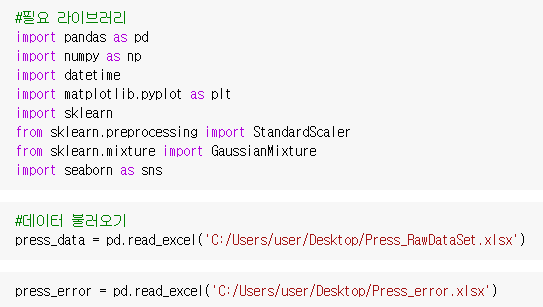 #필요 라이브러리
import pandas as pd
import numpy as np
import datetime
import matplotlib.pyplot as plt
import sklearn
from sklearn.preprocessing import StandardScaler
from sklearn.mixture import GaussianMixture
import seaborn as sns
#데이터 불러오기
press_data = pd.read_excel('C:/Users/user/Desktop/Press_RawDataSet.xlsx')
press_error = pd.read_excel('C:/Users/user/Desktop/Press_error.xlsx')